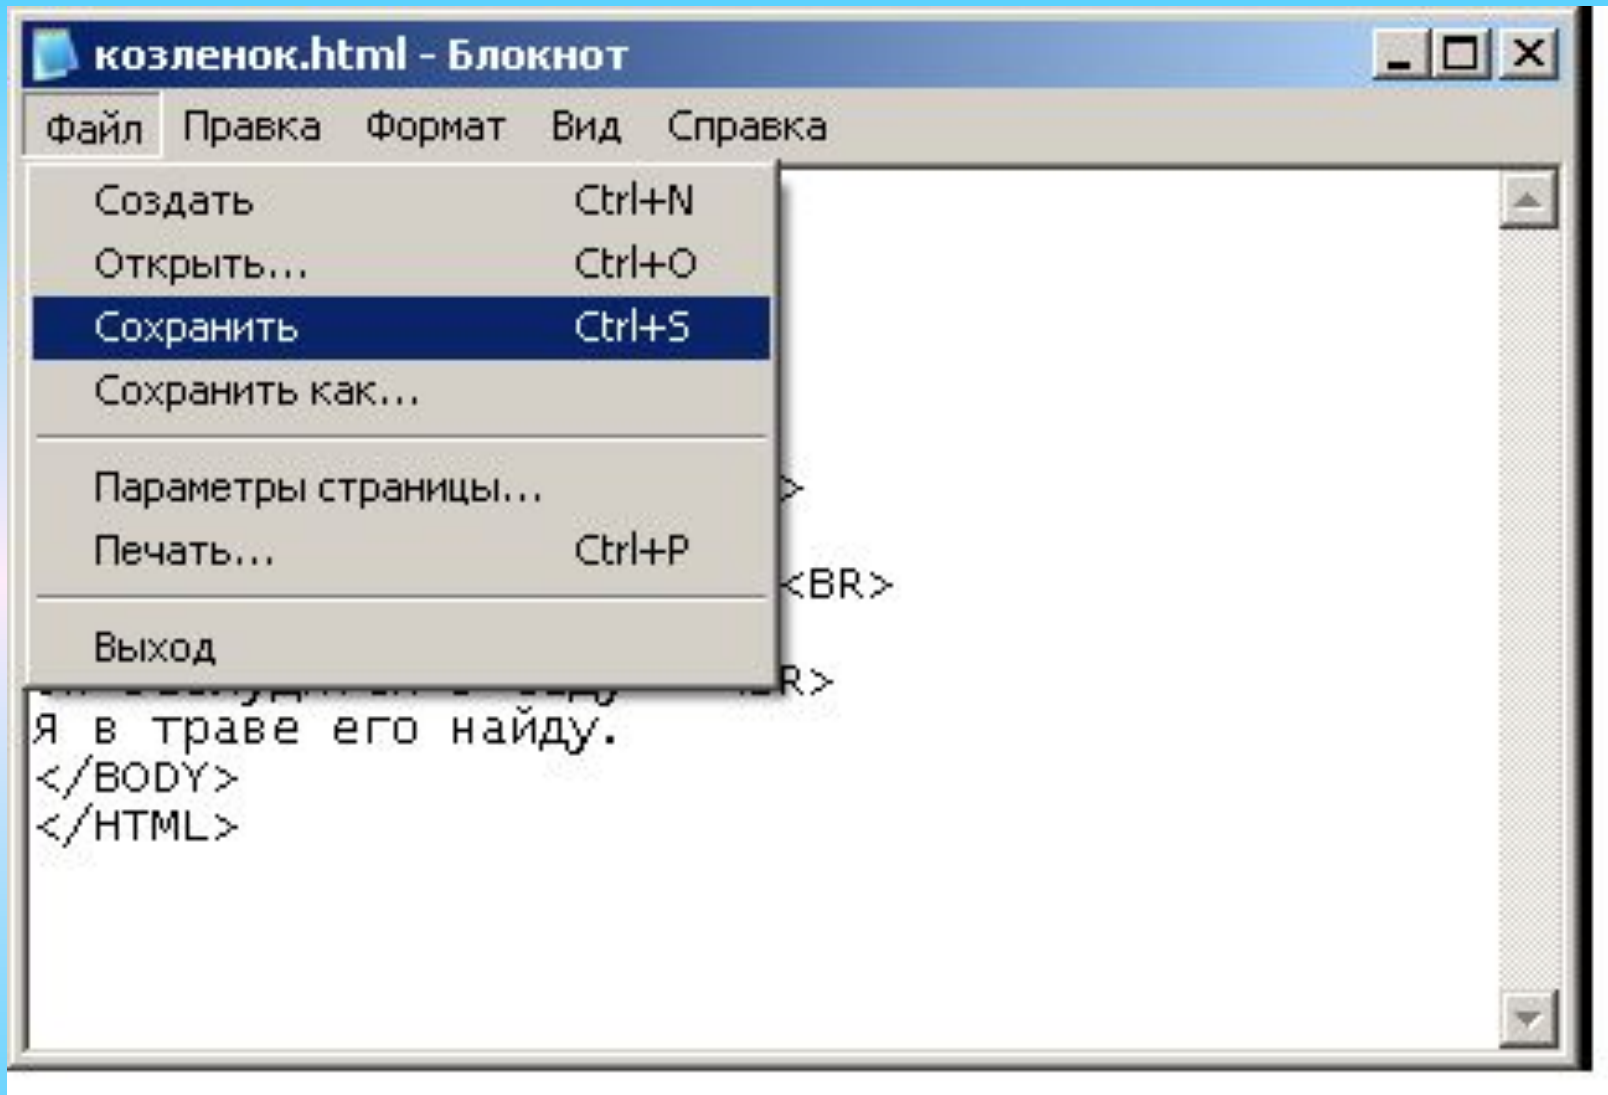 козленок.html - Блокнот
Файл Правка Формат Вид Справка
Создать Ctrl+N
Открыть... Ctrl+O
Сохранить Ctrl+S
Сохранить как...
Параметры страницы...
>
Печать... Ctrl+P
<BR>
Выход
R>
Я в траве его найду.
</BODY>
</HTML>